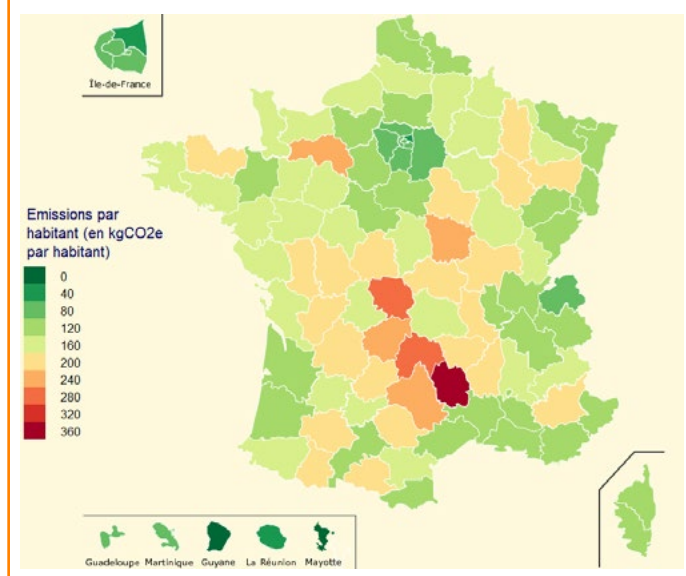 Île-de-France
Emissions par
habitant (en kgCO2e
par habitant)
0
40
80
120
160
200
240
280
320
360
Guadeloupe Martinique Guyane La Réunion Mayotte